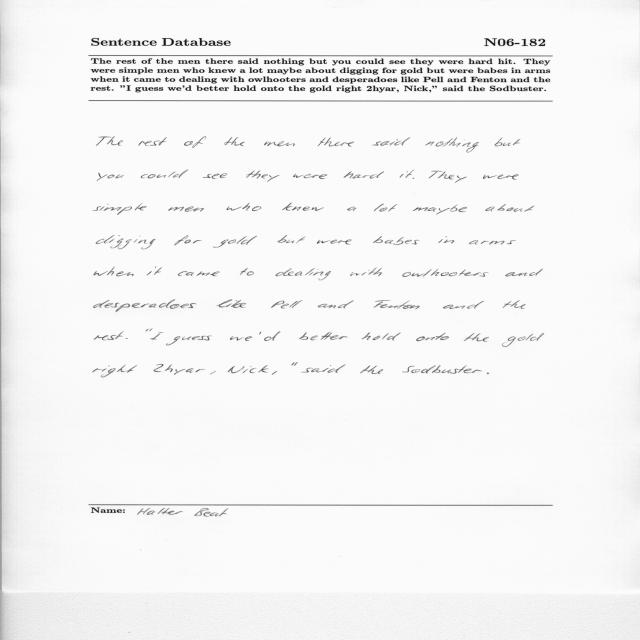 Sentence Database N06-182
The rest of the men there said nothing but you could see they were hard hit. They
were simple men who knew a lot maybe about digging for gold but were babes in arms
when it came to dealing with owlhooters and desperadoes like Pell and Fenton and the
rest. "I guess we'd better hold onto the gold right 2hyar, Nick," said the Sodbuster.
The rest of the men there said nothing but
you could see they were hard it. They were
simple men who knew a lot maybe about
digging for gold but were babes in arms
when it came to dealing with owlhooters and
desperadoes like Pell and Fenton and the
rest. "I guess we'd better hold onto the gold
right 2hyar, Nick," said the Sodbuster.
Name: Halter Beat